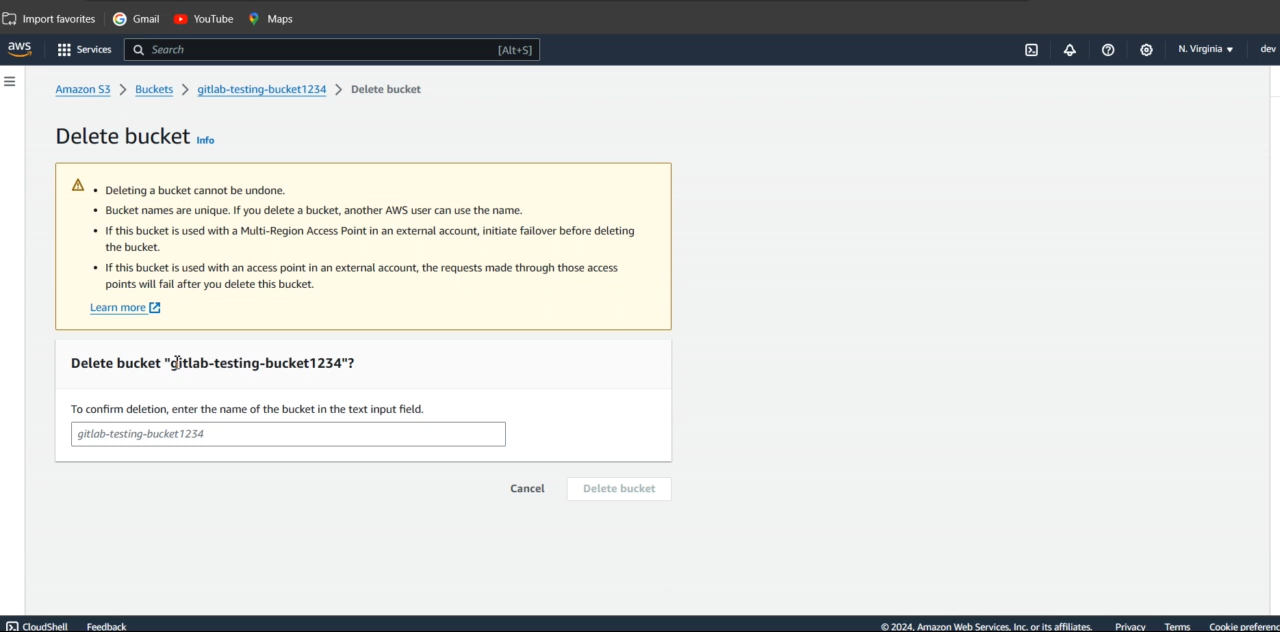 Import favorites Gmail YouTube Maps
aws Services Search [Alt+S] N. Virginia ▼ dev
Amazon S3 > Buckets > gitlab-testing-bucket1234 > Delete bucket
Delete bucket Info
• Deleting a bucket cannot be undone.
• Bucket names are unique. If you delete a bucket, another AWS user can use the name.
• If this bucket is used with a Multi-Region Access Point in an external account, initiate failover before deleting
the bucket.
• If this bucket is used with an access point in an external account, the requests made through those access
points will fail after you delete this bucket.
Learn more
Delete bucket "gitlab-testing-bucket1234"?
To confirm deletion, enter the name of the bucket in the text input field.
gitlab-testing-bucket1234
Cancel Delete bucket
CloudShell Feedback © 2024, Amazon Web Services, Inc. or its affiliates. Privacy Terms Cookie preferenc